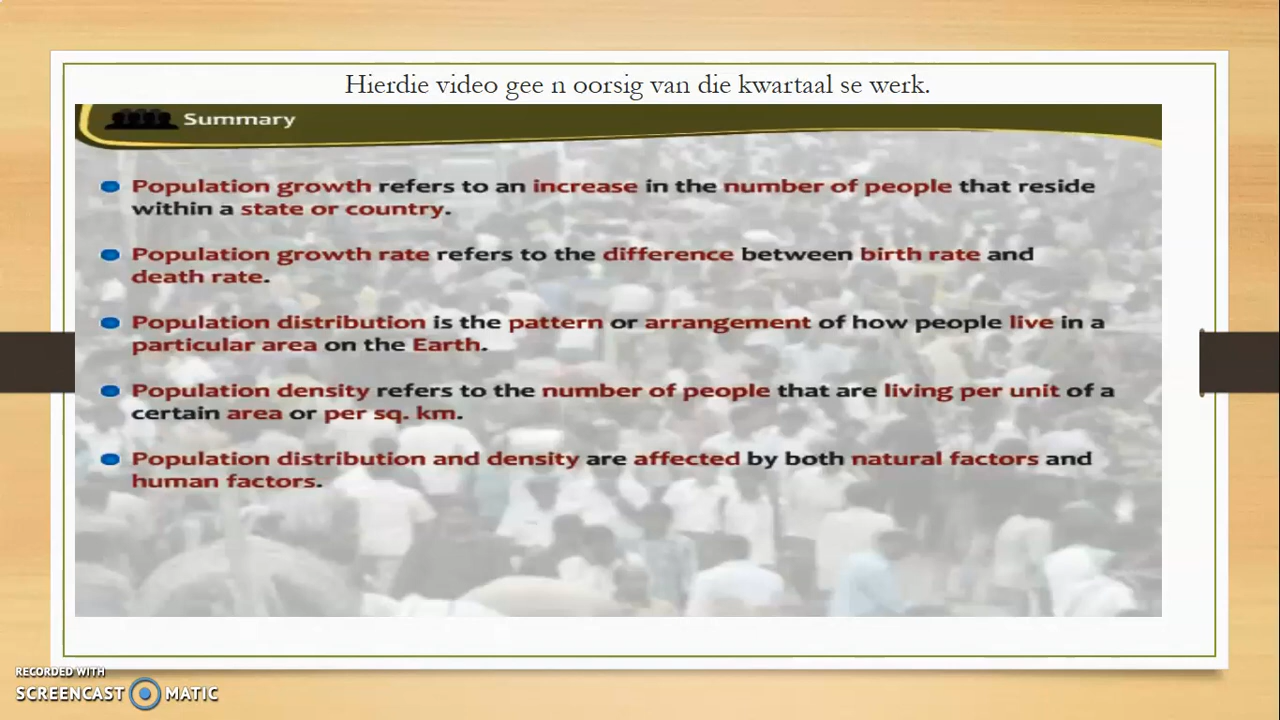 Hierdie video gee n oorsig van die kwartaal se werk.
Summary
Population growth refers to an increase in the number of people that reside
within a state or country.
Population growth rate refers to the difference between birth rate and
death rate.
Population distribution is the pattern or arrangement of how people live in a
particular area on the Earth.
Population density refers to the number of people that are living per unit of a
certain area or per sq. km.
Population distribution and density are affected by both natural factors and
human factors.
RECORDED WITH
SCREENCAST MATIC